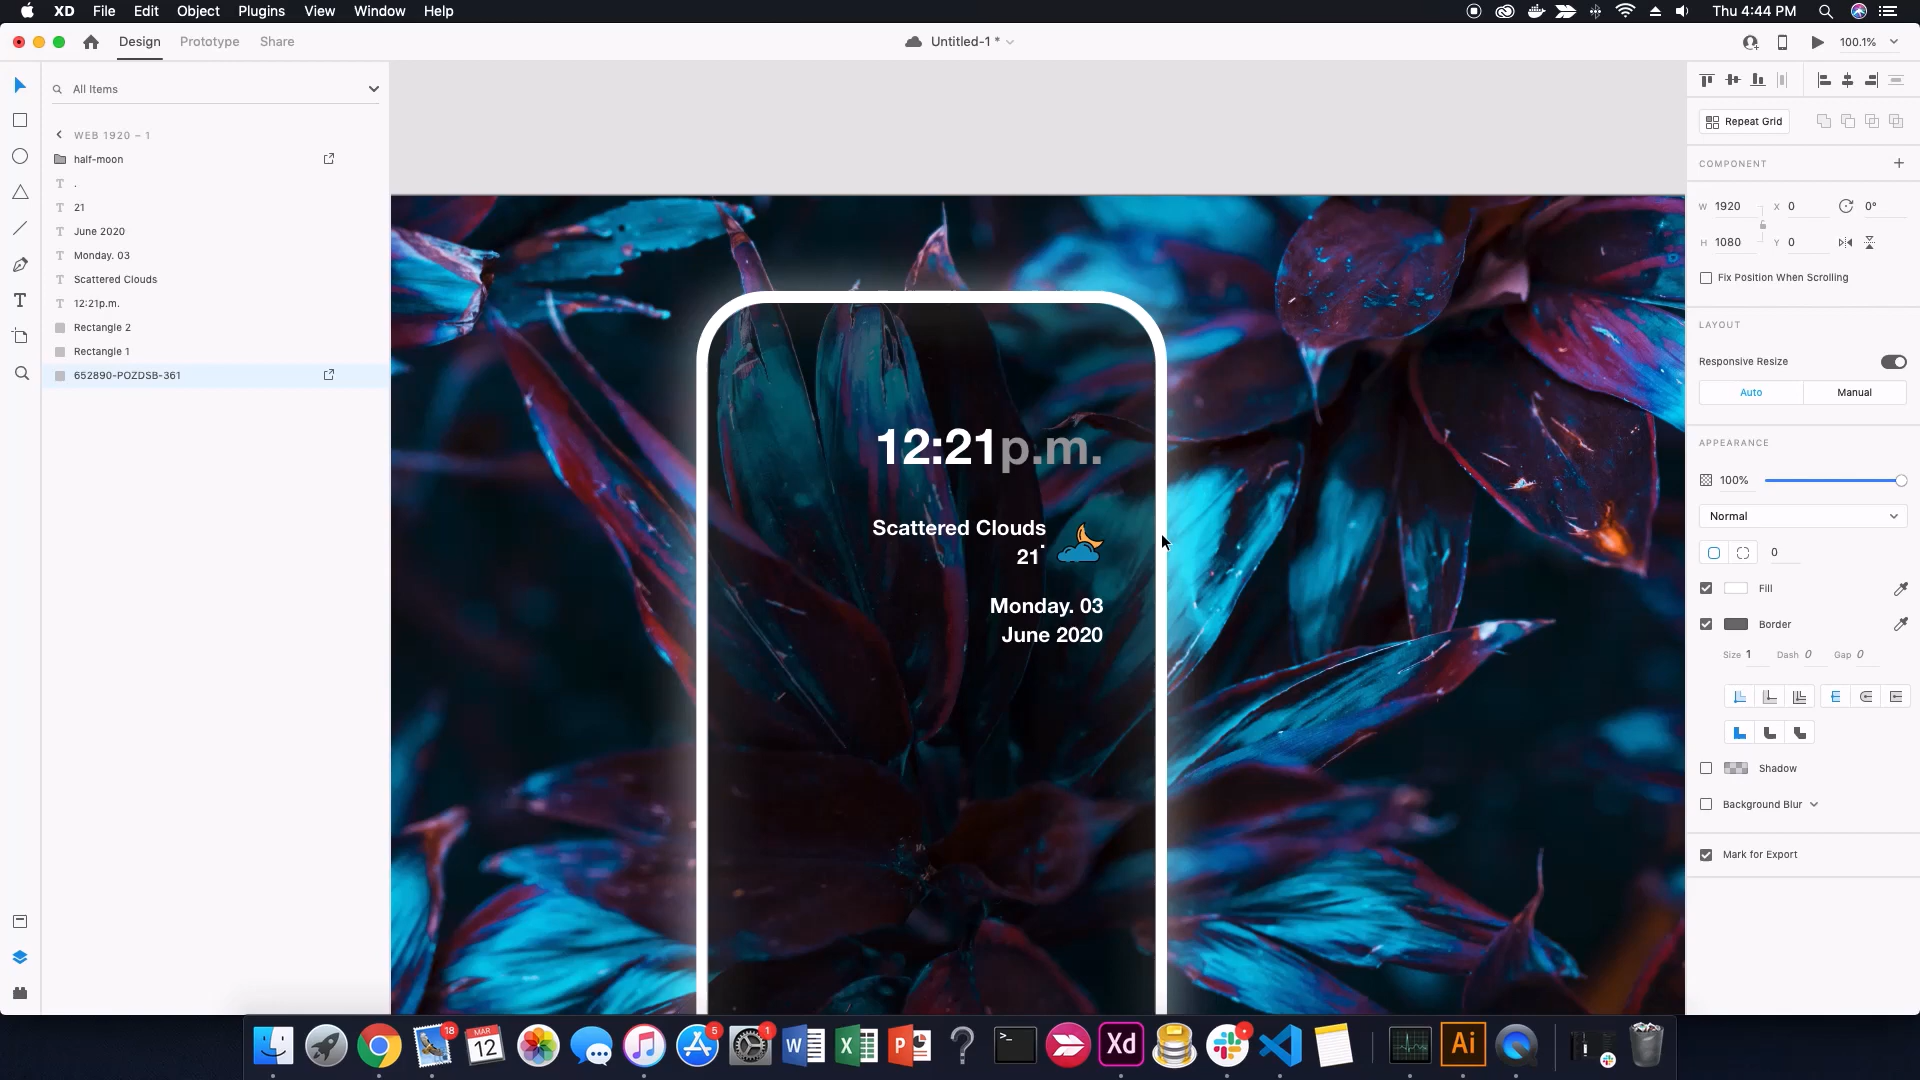 XD File Edit Object Plugins View Window Help
Thu 4:44 PM
Design Prototype Share
Untitled-1 *
100.1%
All Items
WEB 1920 – 1
half-moon
.
21
June 2020
Monday. 03
Scattered Clouds
12:21p.m.
Rectangle 2
Rectangle 1
652890-POZDSB-361
12:21p.m.
Scattered Clouds
21.
Monday. 03
June 2020
Repeat Grid
COMPONENT
W 1920 X 0 0°
H 1080 Y 0
Fix Position When Scrolling
LAYOUT
Responsive Resize
Auto Manual
APPEARANCE
100%
Normal
0
Fill
Border
Size 1 Dash 0 Gap 0
Shadow
Background Blur
Mark for Export
18
MAR
12
5
1
W
X
P
?
>_
Xd
Ai